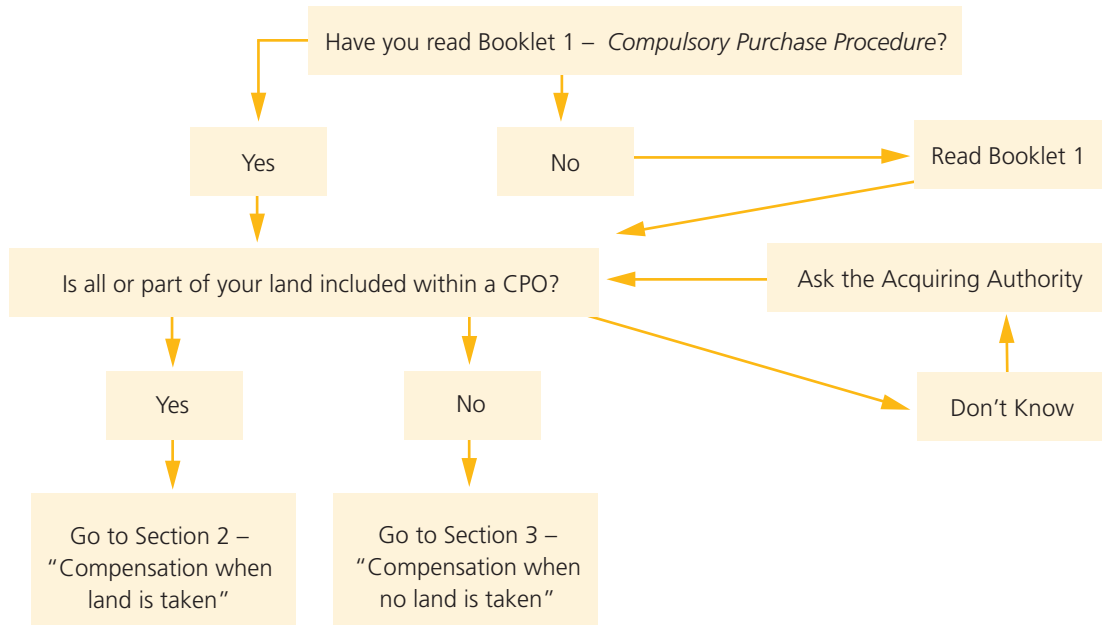 Have you read Booklet 1 – Compulsory Purchase Procedure?
Yes
No
Read Booklet 1
Is all or part of your land included within a CPO?
Ask the Acquiring Authority
Yes
No
Don’t Know
Go to Section 2 –
“Compensation when
land is taken”
Go to Section 3 –
“Compensation when
no land is taken”